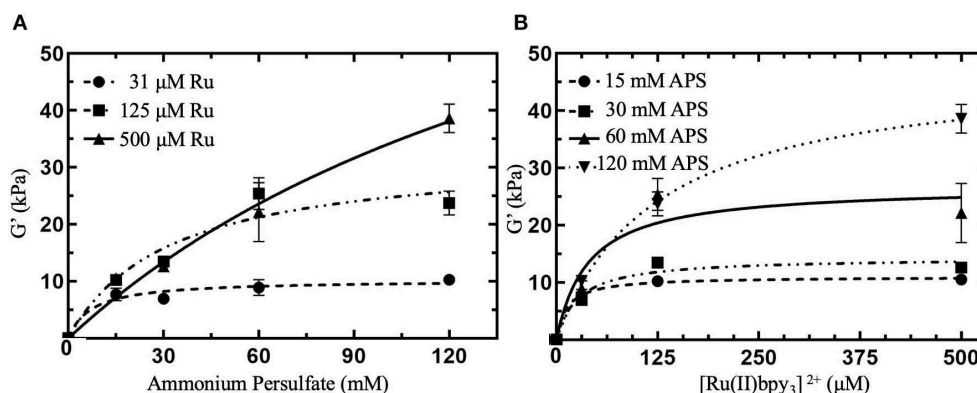 A
G' (kPa)
50
40
30
20
10
0
0
30
60
90
120
Ammonium Persulfate (mM)
31 μM Ru
125 μM Ru
500 μM Ru
B
G' (kPa)
50
40
30
20
10
0
0
125
250
375
500
[Ru(II)bpy₃]²⁺ (μM)
15 mM APS
30 mM APS
60 mM APS
120 mM APS